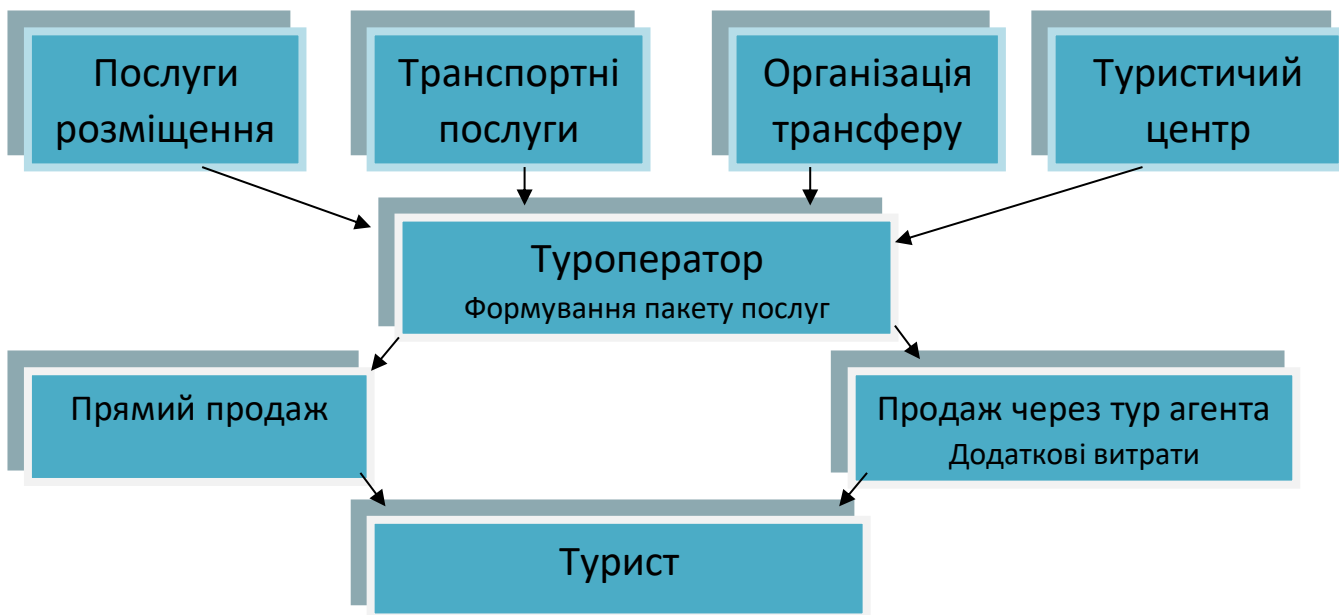 Послуги
розміщення
Транспортні
послуги
Організація
трансферу
Туристичий
центр
Туроператор
Формування пакету послуг
Прямий продаж
Продаж через тур агента
Додаткові витрати
Турист